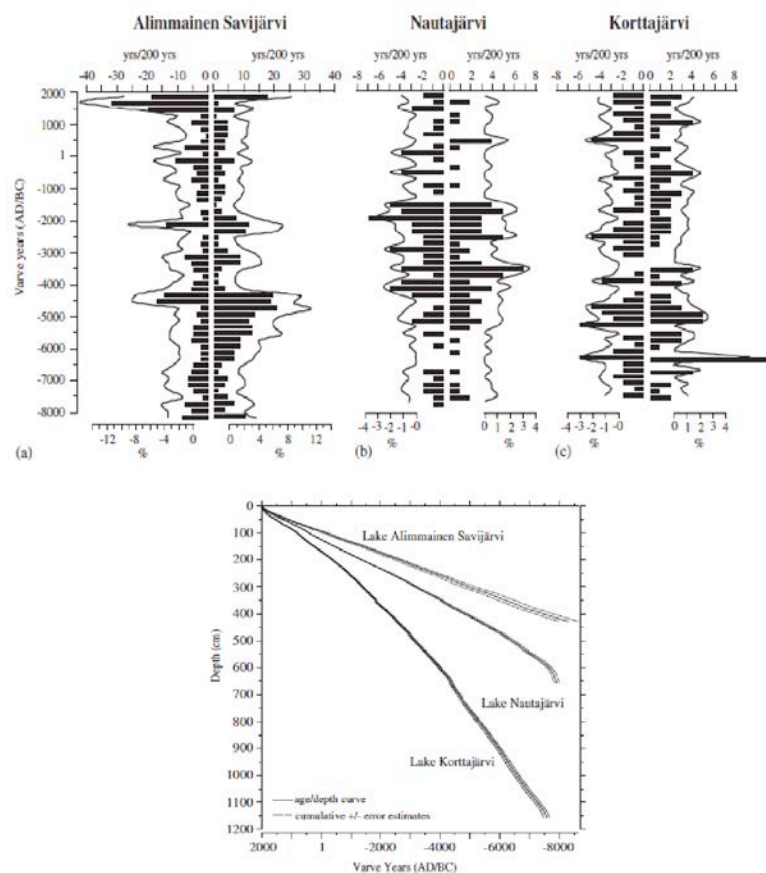 Alimmainen Savijärvi Nautajärvi Korttajärvi
yrs/200 yrs yrs/200 yrs yrs/200 yrs yrs/200 yrs yrs/200 yrs yrs/200 yrs
-40 -30 -20 -10 0 0 10 20 30 40 -8 -6 -4 -2 0 0 2 4 6 8 -8 -6 -4 -2 0 0 2 4 6 8
2000
1000
1
-1000
-2000
-3000
-4000
-5000
-6000
-7000
-8000
Varve years (AD/BC)
-12 -8 -4 0 0 4 8 12 14 -4 -3 -2 -1 -0 0 1 2 3 4 -4 -3 -2 -1 -0 0 1 2 3 4
(a) % % (b) % % (c) % %
0
100
200
300
400
500
600
700
800
900
1000
1100
1200
Depth (cm)
Lake Alimmainen Savijärvi
Lake Nautajärvi
Lake Korttajärvi
age/depth curve
cumulative +/- error estimates
2000 1 -2000 -4000 -6000 -8000
Varve Years (AD/BC)